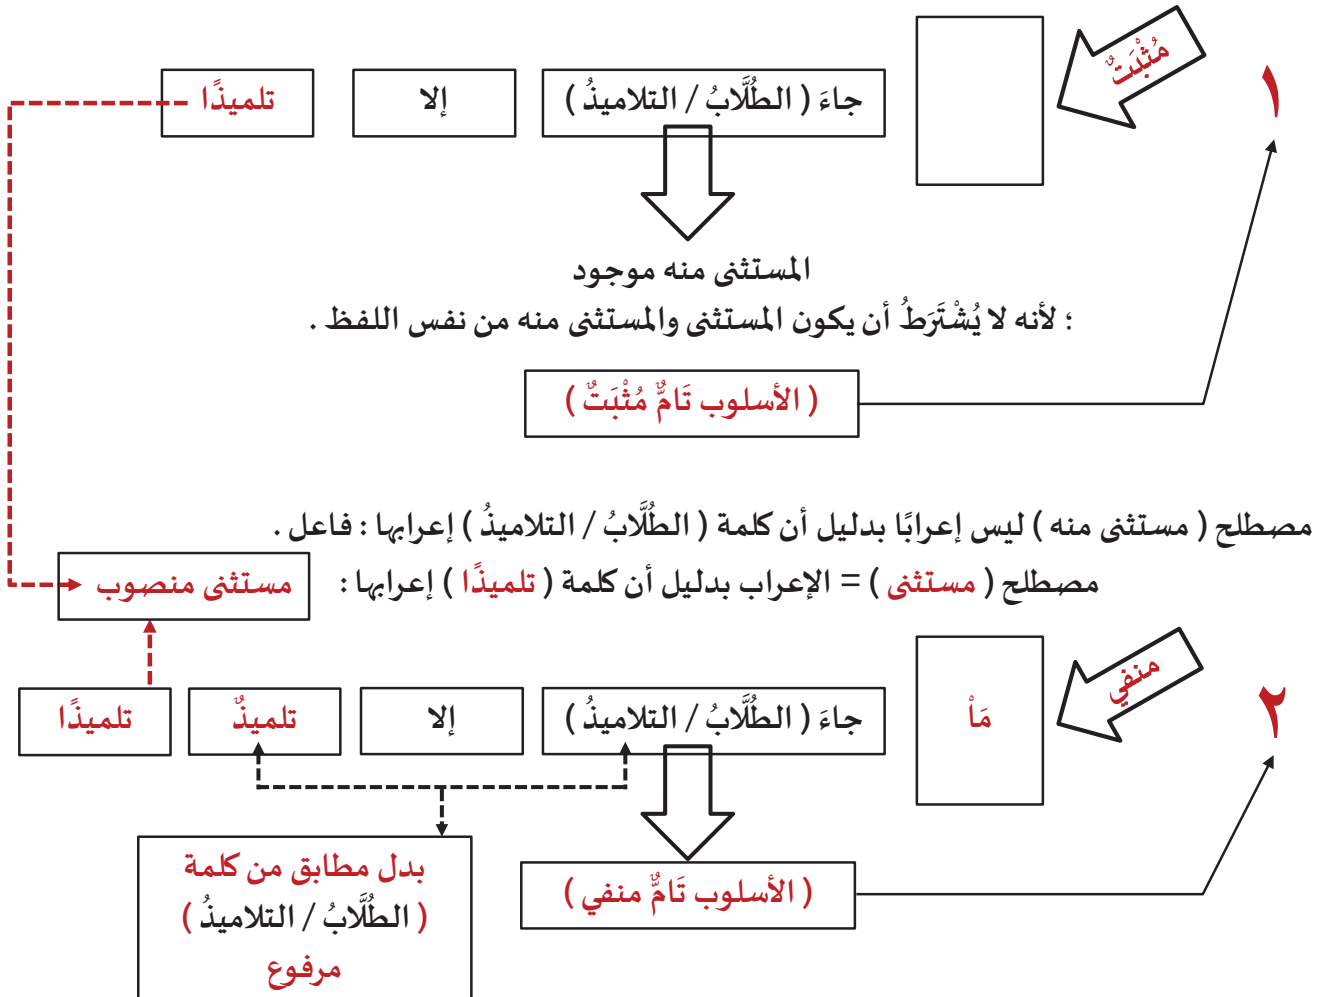 ١
مُثْبَتٌ
جاءَ ( الطُلَّابُ / التلاميذُ ) إلا تلميذًا
المستثنى منه موجود
؛ لأنه لا يُشْتَرَطُ أن يكون المستثنى والمستثنى منه من نفس اللفظ .
( الأسلوب تَامٌّ مُثْبَتٌ )
مصطلح ( مستثنى منه ) ليس إعرابًا بدليل أن كلمة ( الطُلَّابُ / التلاميذُ ) إعرابها : فاعل .
مصطلح ( مستثنى ) = الإعراب بدليل أن كلمة ( تلميذًا ) إعرابها : مستثنى منصوب
٢
منفي
مَاْ جاءَ ( الطُلَّابُ / التلاميذُ ) إلا تلميذٌ تلميذًا
( الأسلوب تَامٌّ منفي )
بدل مطابق من كلمة
( الطُلَّابُ / التلاميذُ )
مرفوع